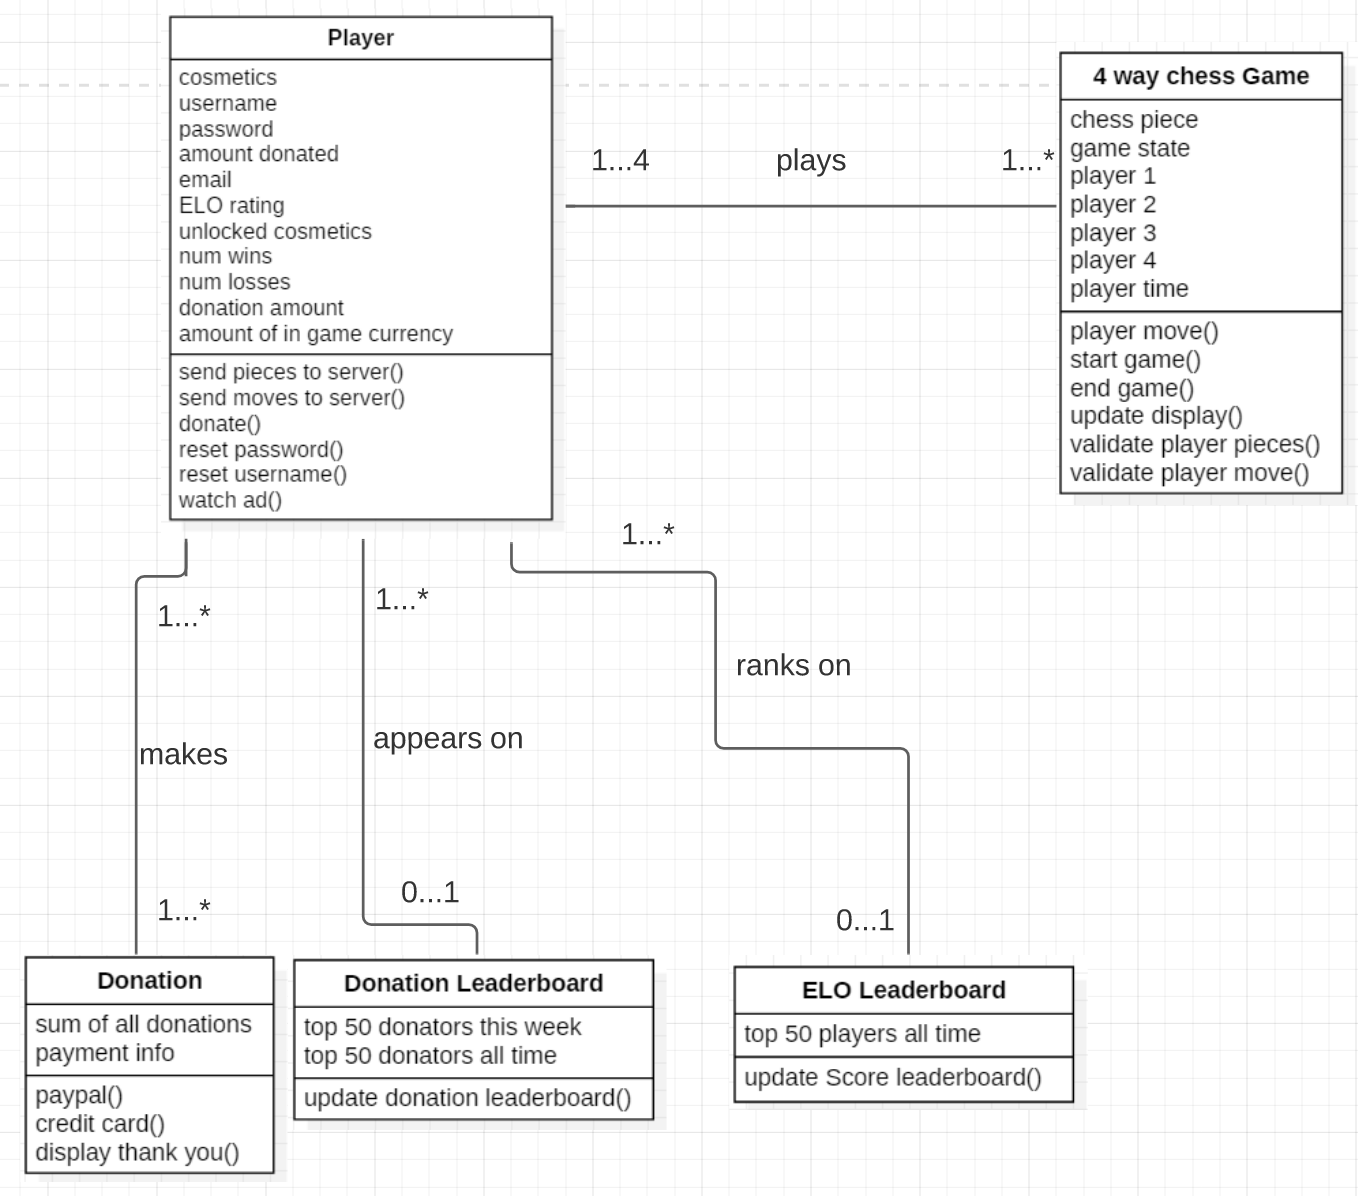 Player
cosmetics
username
password
amount donated
email
ELO rating
unlocked cosmetics
num wins
num losses
donation amount
amount of in game currency
send pieces to server()
send moves to server()
donate()
reset password()
reset username()
watch ad()
1...4 plays 1...*
4 way chess Game
chess piece
game state
player 1
player 2
player 3
player 4
player time
player move()
start game()
end game()
update display()
validate player pieces()
validate player move()
1...*
makes
1...*
1...*
appears on
0...1
1...*
ranks on
0...1
Donation
sum of all donations
payment info
paypal()
credit card()
display thank you()
Donation Leaderboard
top 50 donators this week
top 50 donators all time
update donation leaderboard()
ELO Leaderboard
top 50 players all time
update Score leaderboard()